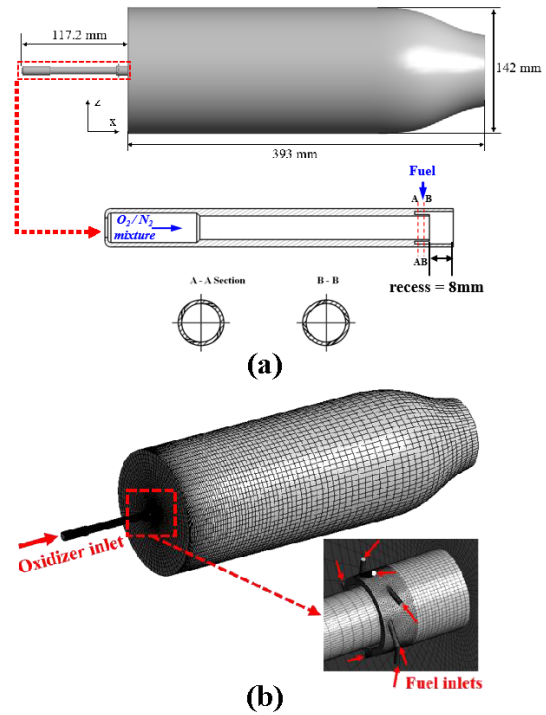 117.2 mm
142 mm
z
x
393 mm
Fuel
A B
O2/N2
mixture
AB
recess = 8mm
A - A Section
B - B
(a)
Oxidizer inlet
Fuel inlets
(b)